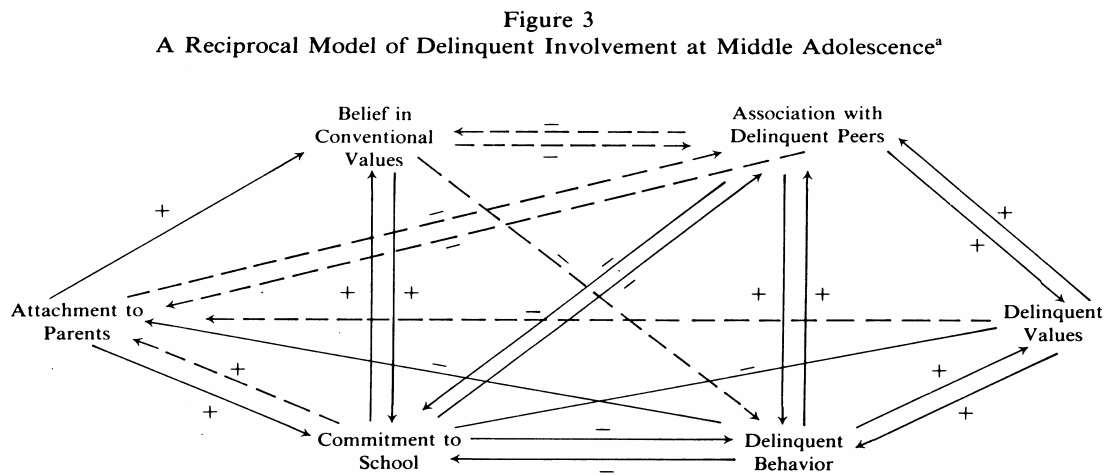 Figure 3
A Reciprocal Model of Delinquent Involvement at Middle Adolescenceᵃ
Belief in
Conventional
Values
Association with
Delinquent Peers
−
−
+
−
−
+
+
−
−
−
+
+
+
+
−
Attachment to
Parents
Delinquent
Values
+
+
−
−
+
+
Commitment to
School
−
−
Delinquent
Behavior